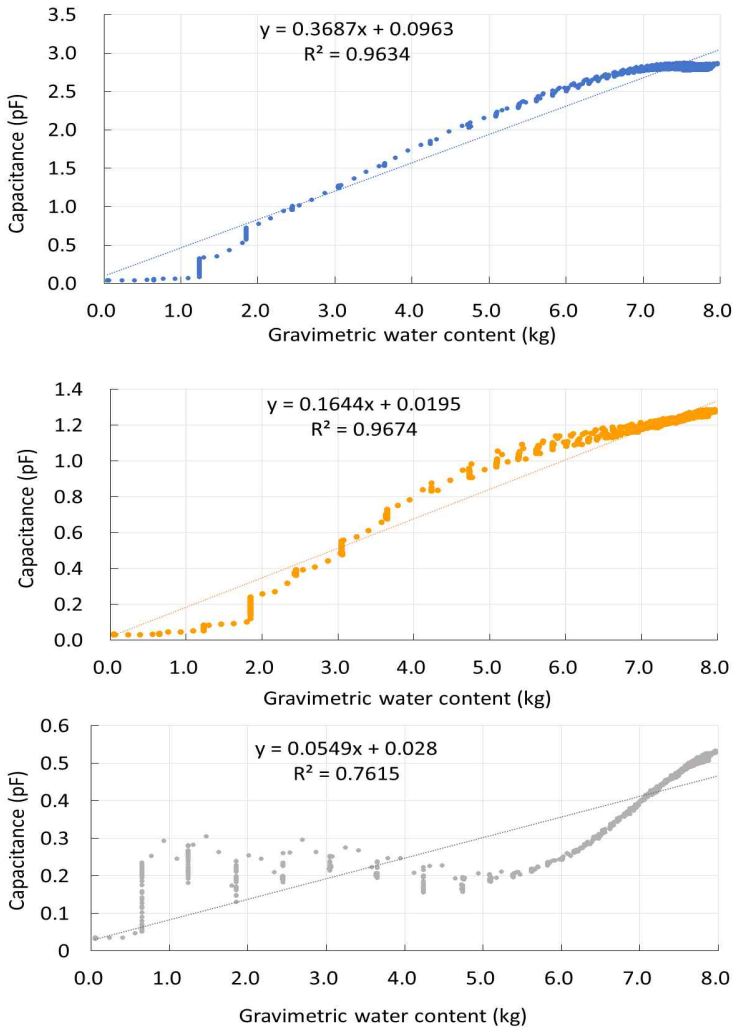 y = 0.3687x + 0.0963
R² = 0.9634
3.5
3.0
2.5
2.0
1.5
1.0
0.5
0.0
Capacitance (pF)
0.0 1.0 2.0 3.0 4.0 5.0 6.0 7.0 8.0
Gravimetric water content (kg)
y = 0.1644x + 0.0195
R² = 0.9674
1.4
1.2
1.0
0.8
0.6
0.4
0.2
0.0
Capacitance (pF)
0.0 1.0 2.0 3.0 4.0 5.0 6.0 7.0 8.0
Gravimetric water content (kg)
y = 0.0549x + 0.028
R² = 0.7615
0.6
0.5
0.4
0.3
0.2
0.1
0
Capacitance (pF)
0.0 1.0 2.0 3.0 4.0 5.0 6.0 7.0 8.0
Gravimetric water content (kg)